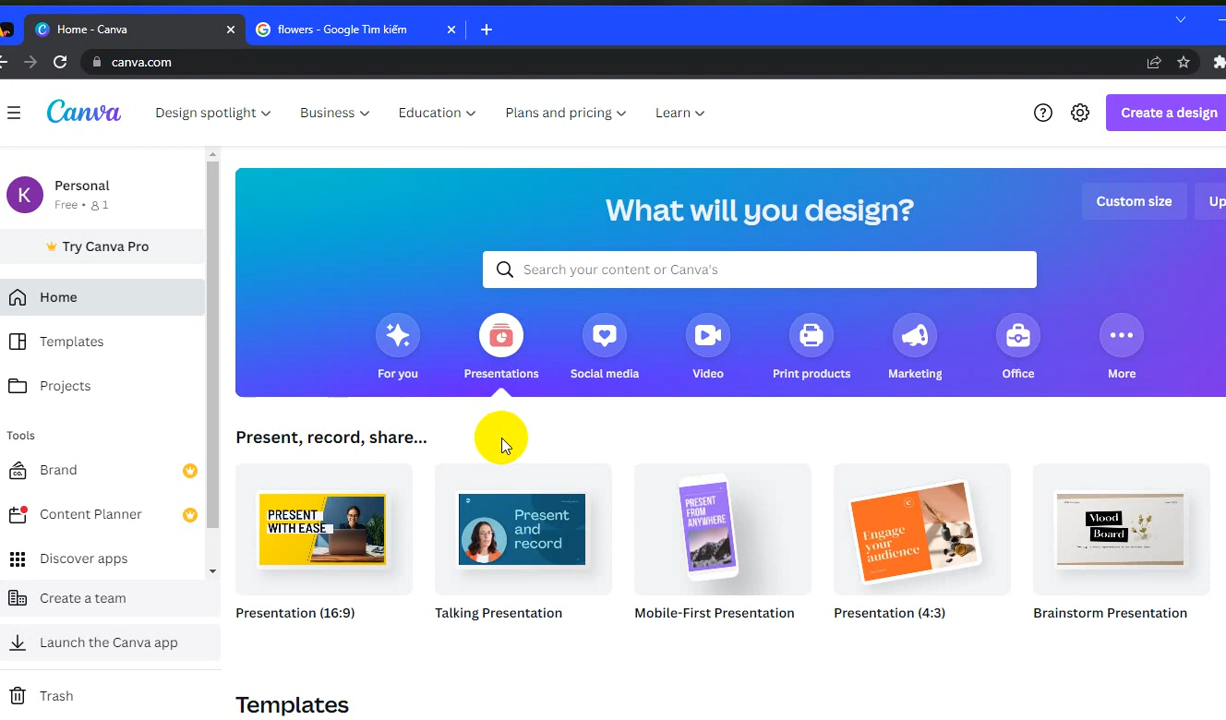 Home - Canva
flowers - Google Tìm kiếm
canva.com
Canva
Design spotlight
Business
Education
Plans and pricing
Learn
Create a design
K
Personal
Free • 1
Try Canva Pro
Home
Templates
Projects
Tools
Brand
Content Planner
Discover apps
Create a team
Launch the Canva app
Trash
What will you design?
Custom size
Up
Search your content or Canva's
For you
Presentations
Social media
Video
Print products
Marketing
Office
More
Present, record, share...
PRESENT
WITH EASE
Present
and
record
PRESENT
FROM
ANYWHERE
Engage
your
audience
Mood
Board
Presentation (16:9)
Talking Presentation
Mobile-First Presentation
Presentation (4:3)
Brainstorm Presentation
Templates